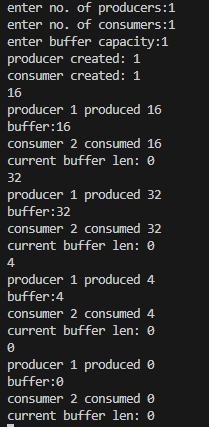 enter no. of producers:1
enter no. of consumers:1
enter buffer capacity:1
producer created: 1
consumer created: 1
16
producer 1 produced 16
buffer:16
consumer 2 consumed 16
current buffer len: 0
32
producer 1 produced 32
buffer:32
consumer 2 consumed 32
current buffer len: 0
4
producer 1 produced 4
buffer:4
consumer 2 consumed 4
current buffer len: 0
0
producer 1 produced 0
buffer:0
consumer 2 consumed 0
current buffer len: 0